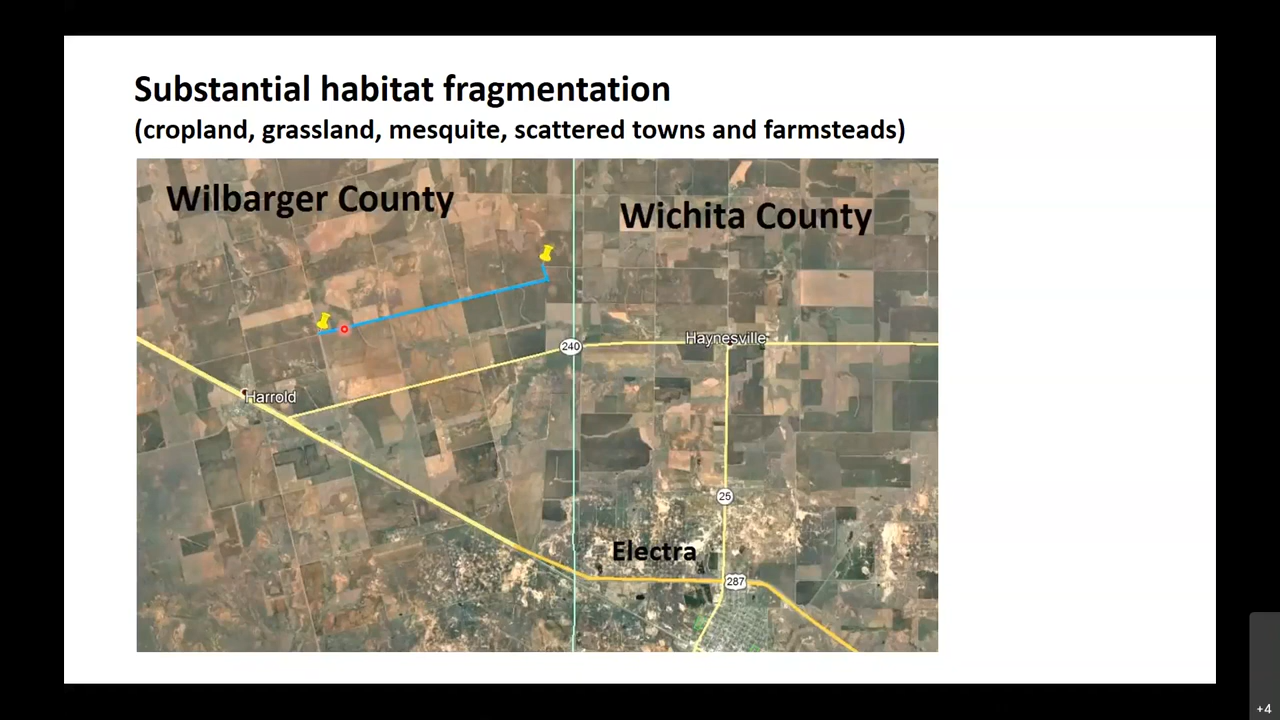 Substantial habitat fragmentation
(cropland, grassland, mesquite, scattered towns and farmsteads)
Wilbarger County
Wichita County
240
Haynesville
Harrold
25
Electra
287
+4